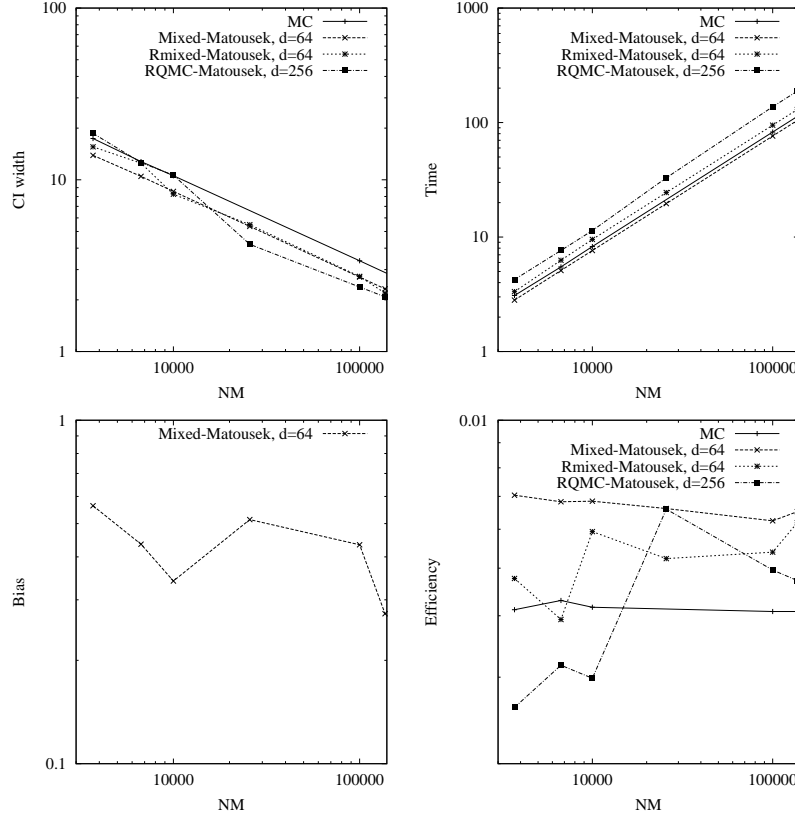 100
10
1
CI width
10000
100000
NM
MC
Mixed-Matousek, d=64
Rmixed-Matousek, d=64
RQMC-Matousek, d=256
1000
100
10
1
Time
10000
100000
NM
MC
Mixed-Matousek, d=64
Rmixed-Matousek, d=64
RQMC-Matousek, d=256
1
0.1
Bias
10000
100000
NM
Mixed-Matousek, d=64
0.01
Efficiency
10000
100000
NM
MC
Mixed-Matousek, d=64
Rmixed-Matousek, d=64
RQMC-Matousek, d=256